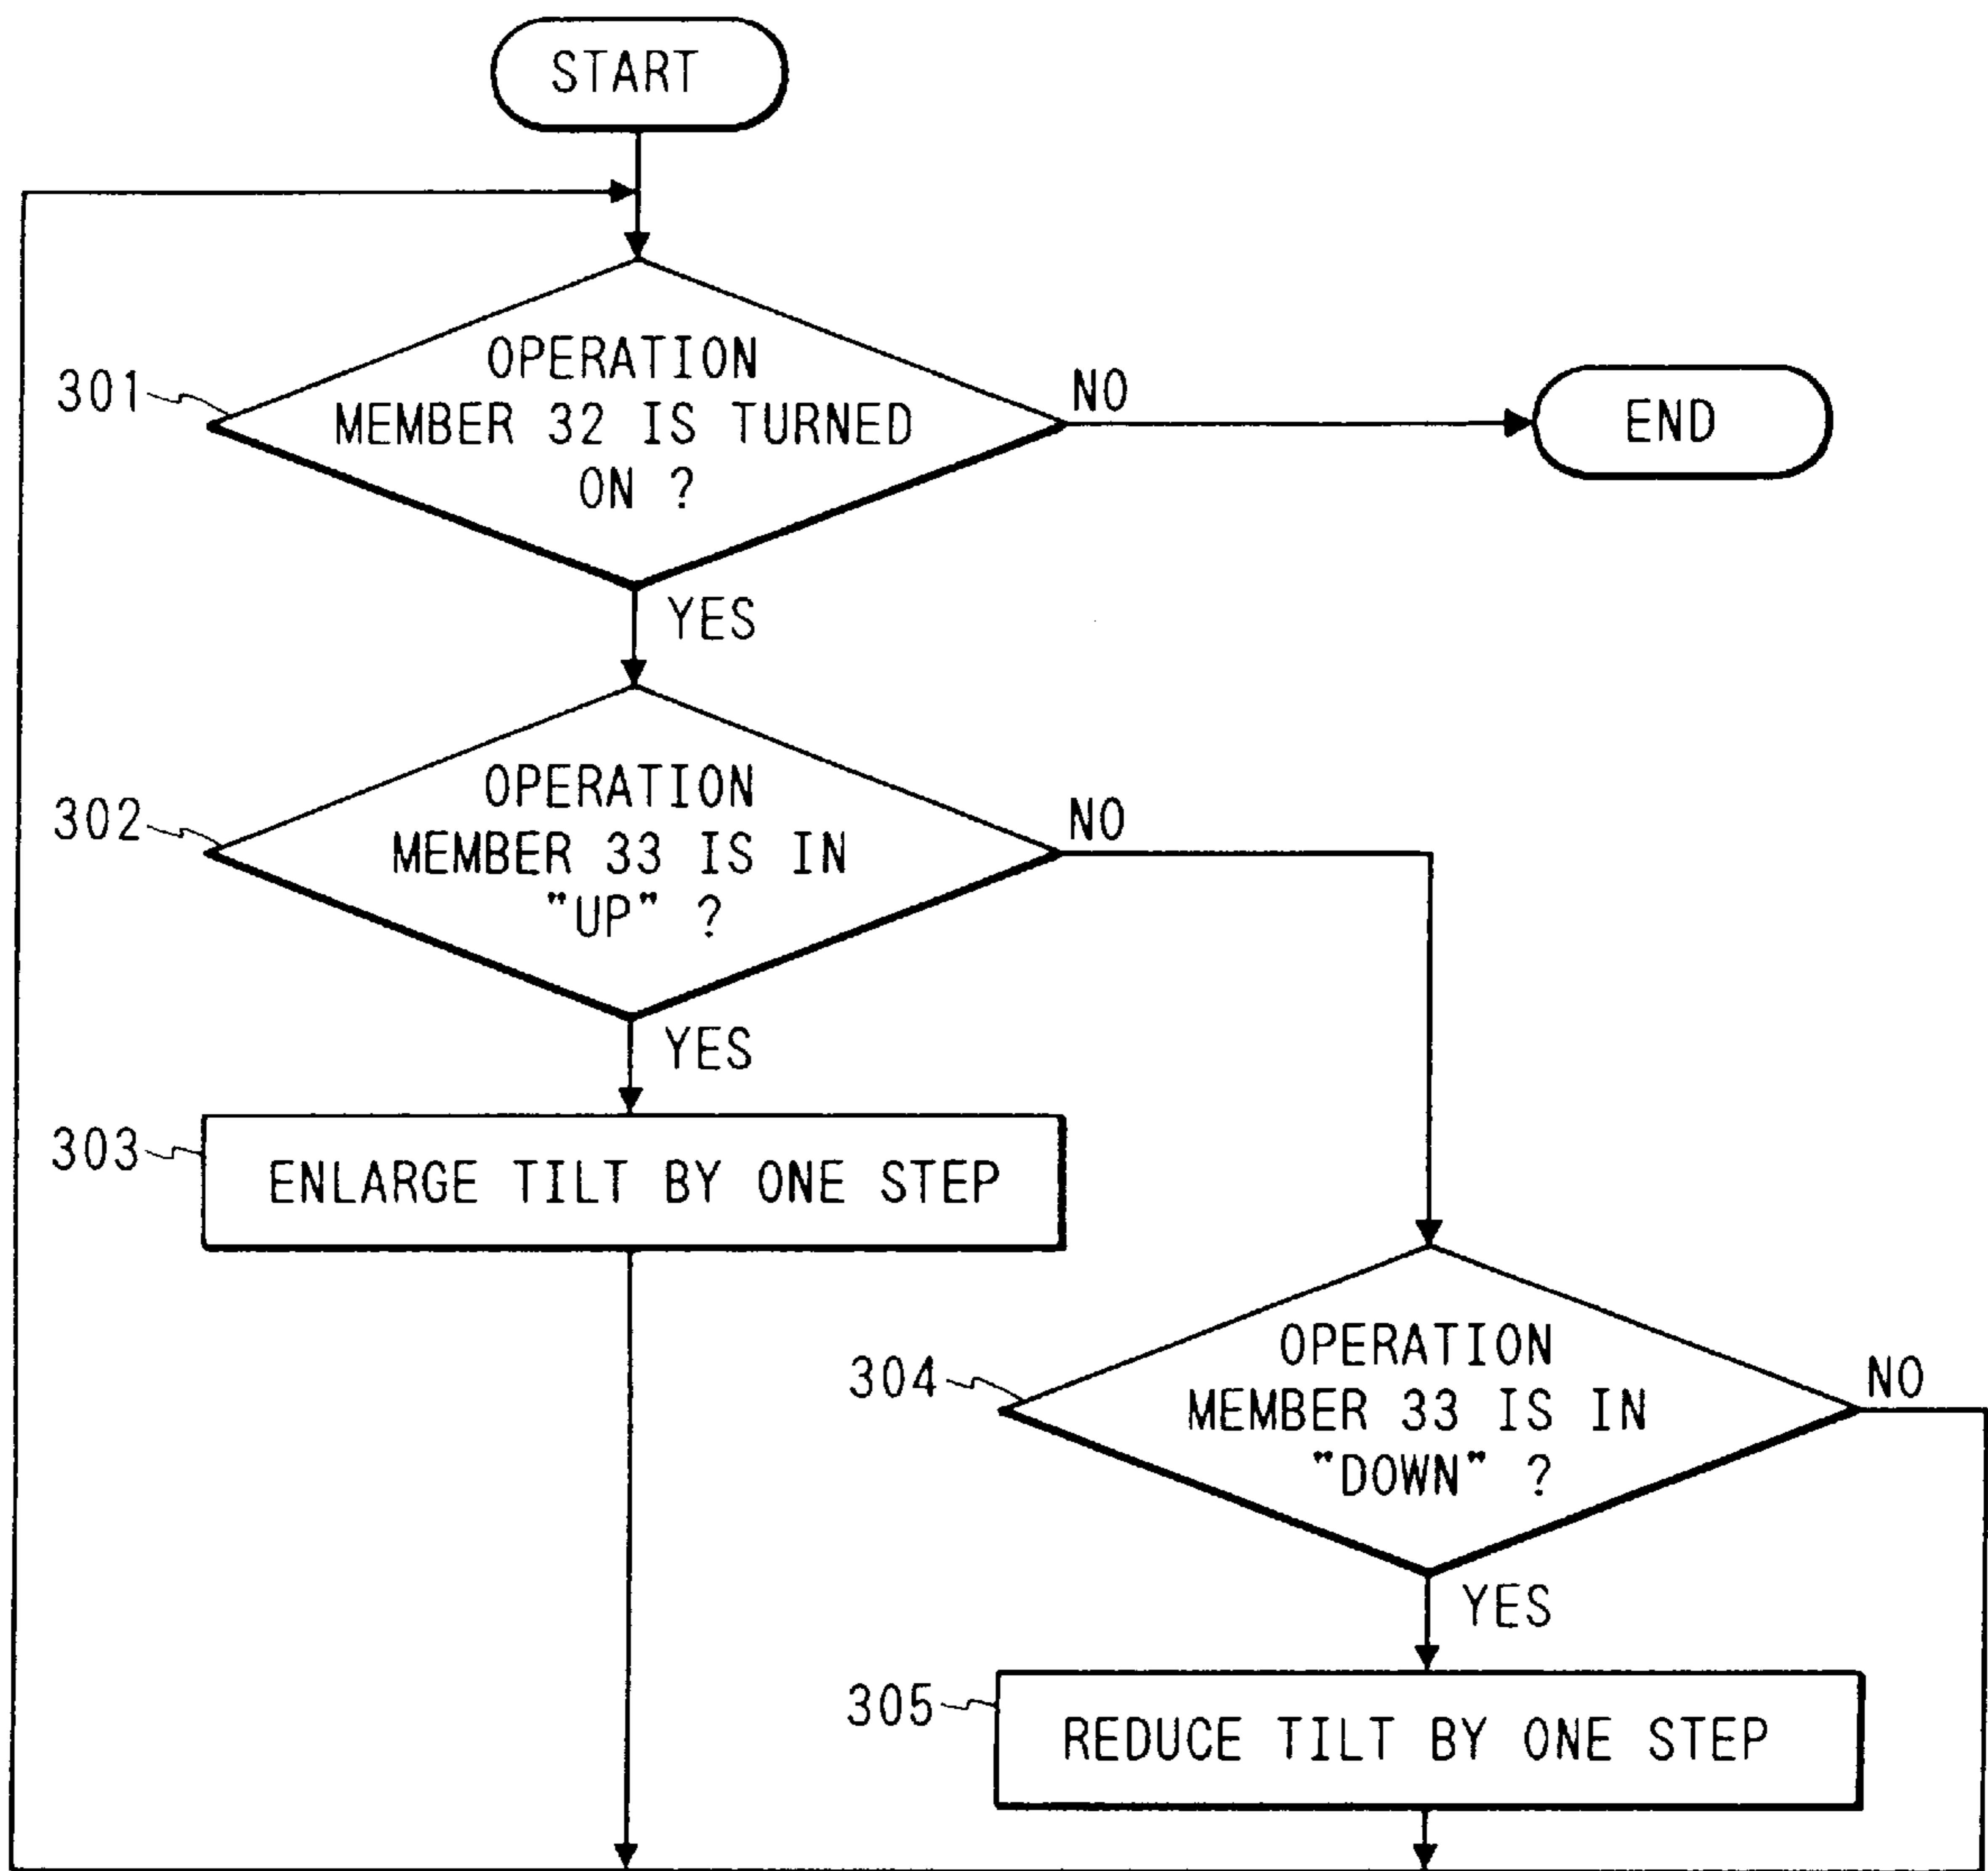 START
301
OPERATION
MEMBER 32 IS TURNED
ON ?
NO
END
YES
302
OPERATION
MEMBER 33 IS IN
"UP" ?
NO
YES
303
ENLARGE TILT BY ONE STEP
304
OPERATION
MEMBER 33 IS IN
"DOWN" ?
NO
YES
305
REDUCE TILT BY ONE STEP